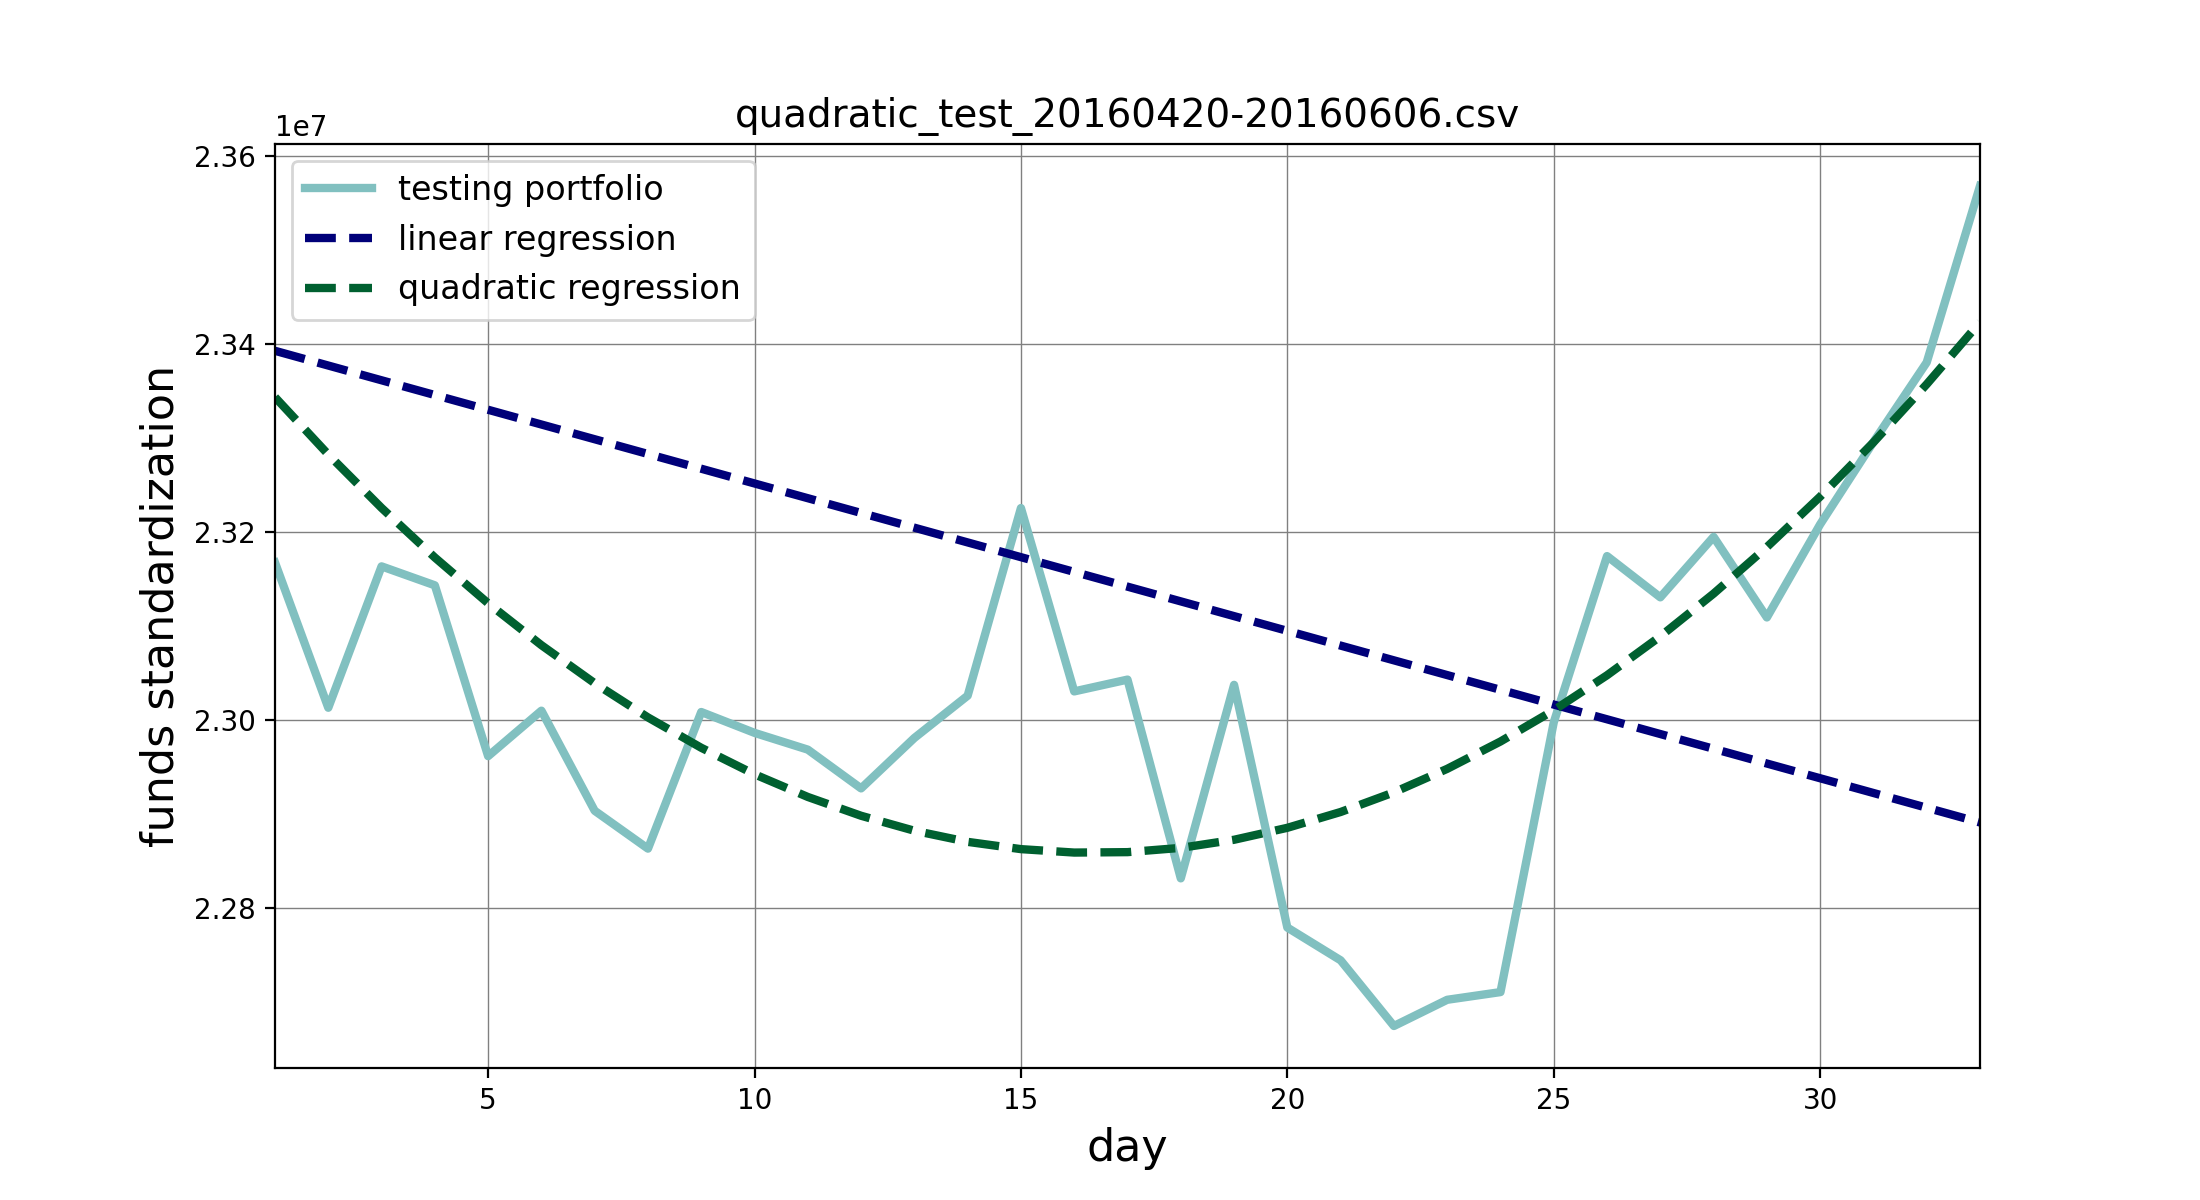 quadratic_test_20160420-20160606.csv
1e7
testing portfolio
linear regression
quadratic regression
2.36
2.34
2.32
2.30
2.28
funds standardization
5 10 15 20 25 30
day